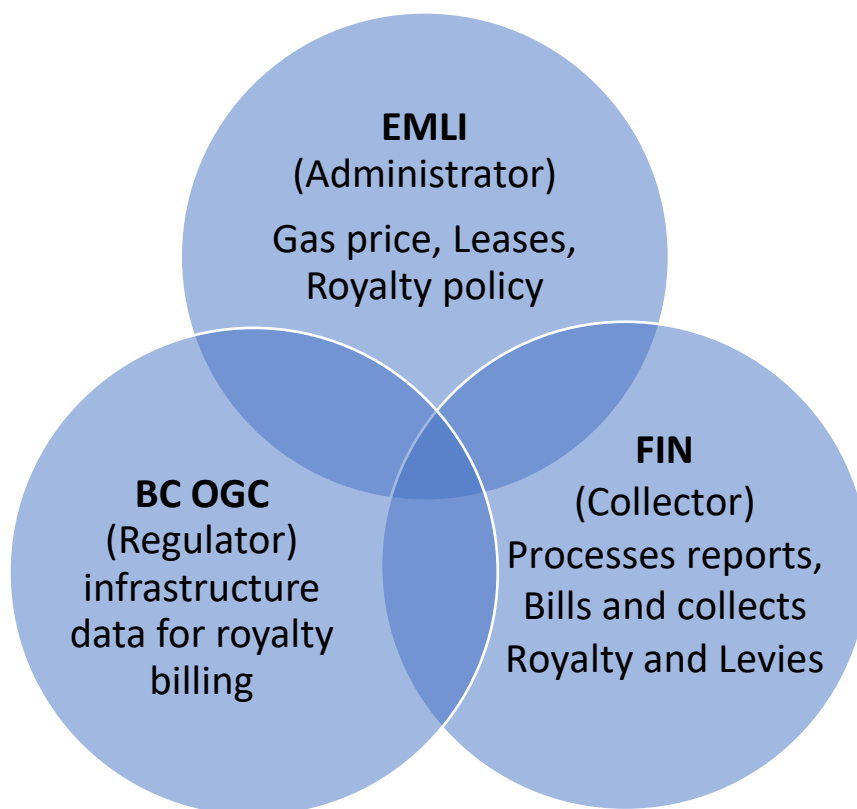 EMLI
(Administrator)
Gas price, Leases,
Royalty policy
BC OGC
(Regulator)
infrastructure
data for royalty
billing
FIN
(Collector)
Processes reports,
Bills and collects
Royalty and Levies